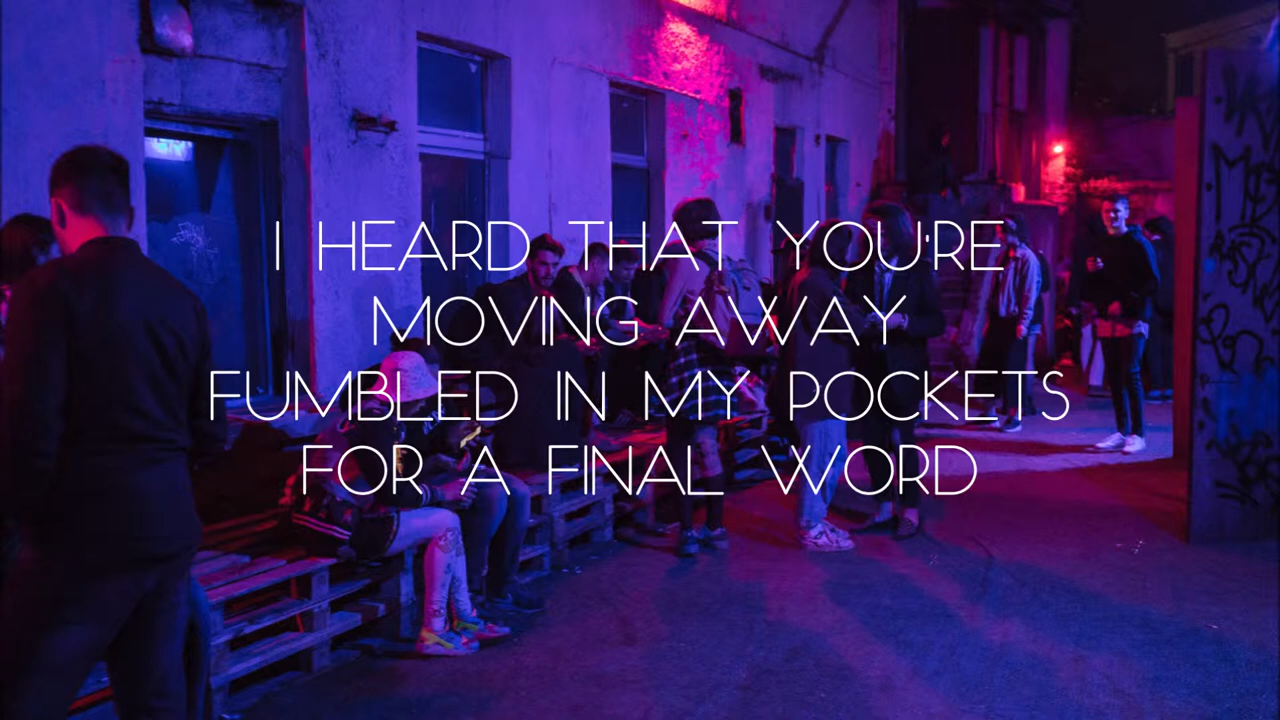 I HEARD THAT YOU'RE
MOVING AWAY
FUMBLED IN MY POCKETS
FOR A FINAL WORD